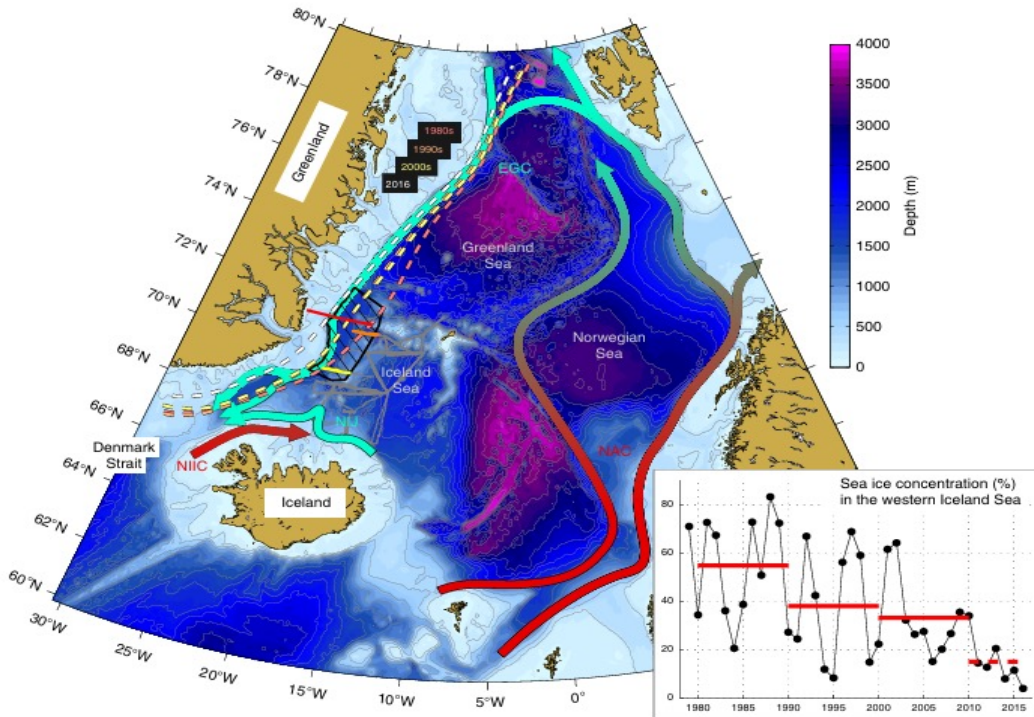 80°N
78°N
76°N
74°N
72°N
70°N
68°N
66°N
64°N
62°N
60°N
30°W
25°W
20°W
15°W
10°W
5°W
0°
Greenland
1980s
1990s
2000s
2016
EGC
Greenland
Sea
Norwegian
Sea
Iceland
Sea
NIJ
Denmark
Strait
NIIC
Iceland
NAC
4000
3500
3000
2500
2000
1500
1000
500
0
Depth (m)
Sea ice concentration (%)
in the western Iceland Sea
80
60
40
20
0
1980
1985
1990
1995
2000
2005
2010
2015